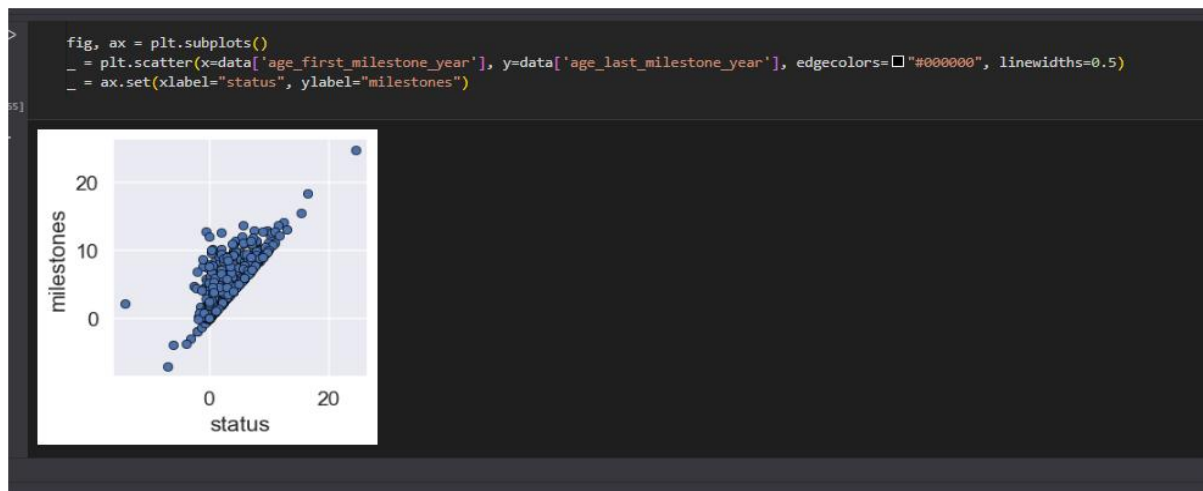 fig, ax = plt.subplots()
_ = plt.scatter(x=data['age_first_milestone_year'], y=data['age_last_milestone_year'], edgecolors="#000000", linewidths=0.5)
_ = ax.set(xlabel="status", ylabel="milestones")
20
10
0
milestones
0 20
status